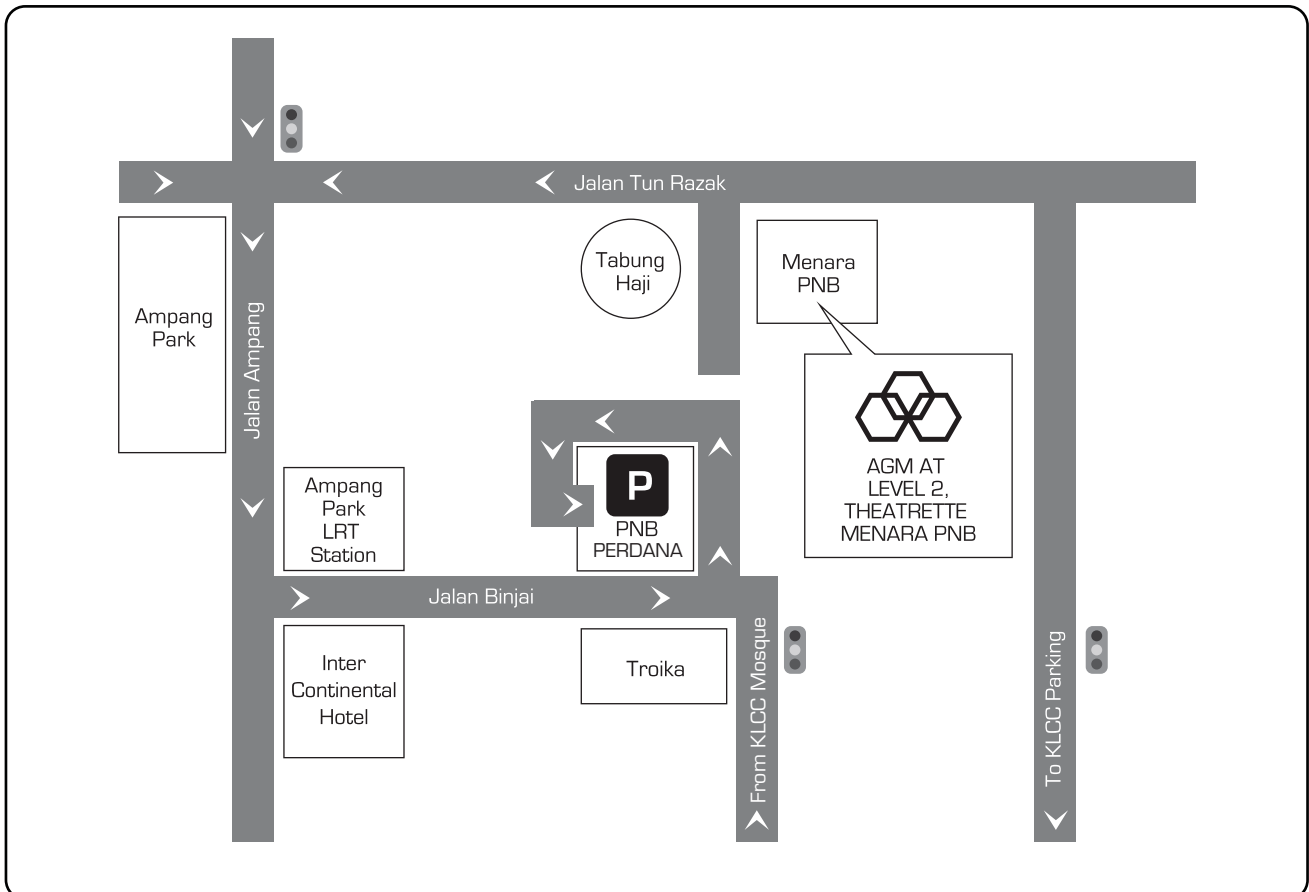 Jalan Tun Razak
Tabung
Haji
Menara
PNB
Ampang
Park
Jalan Ampang
AGM AT
LEVEL 2,
THEATRETTE
MENARA PNB
Ampang
Park
LRT
Station
P
PNB
PERDANA
Jalan Binjai
Inter
Continental
Hotel
Troika
From KLCC Mosque
To KLCC Parking